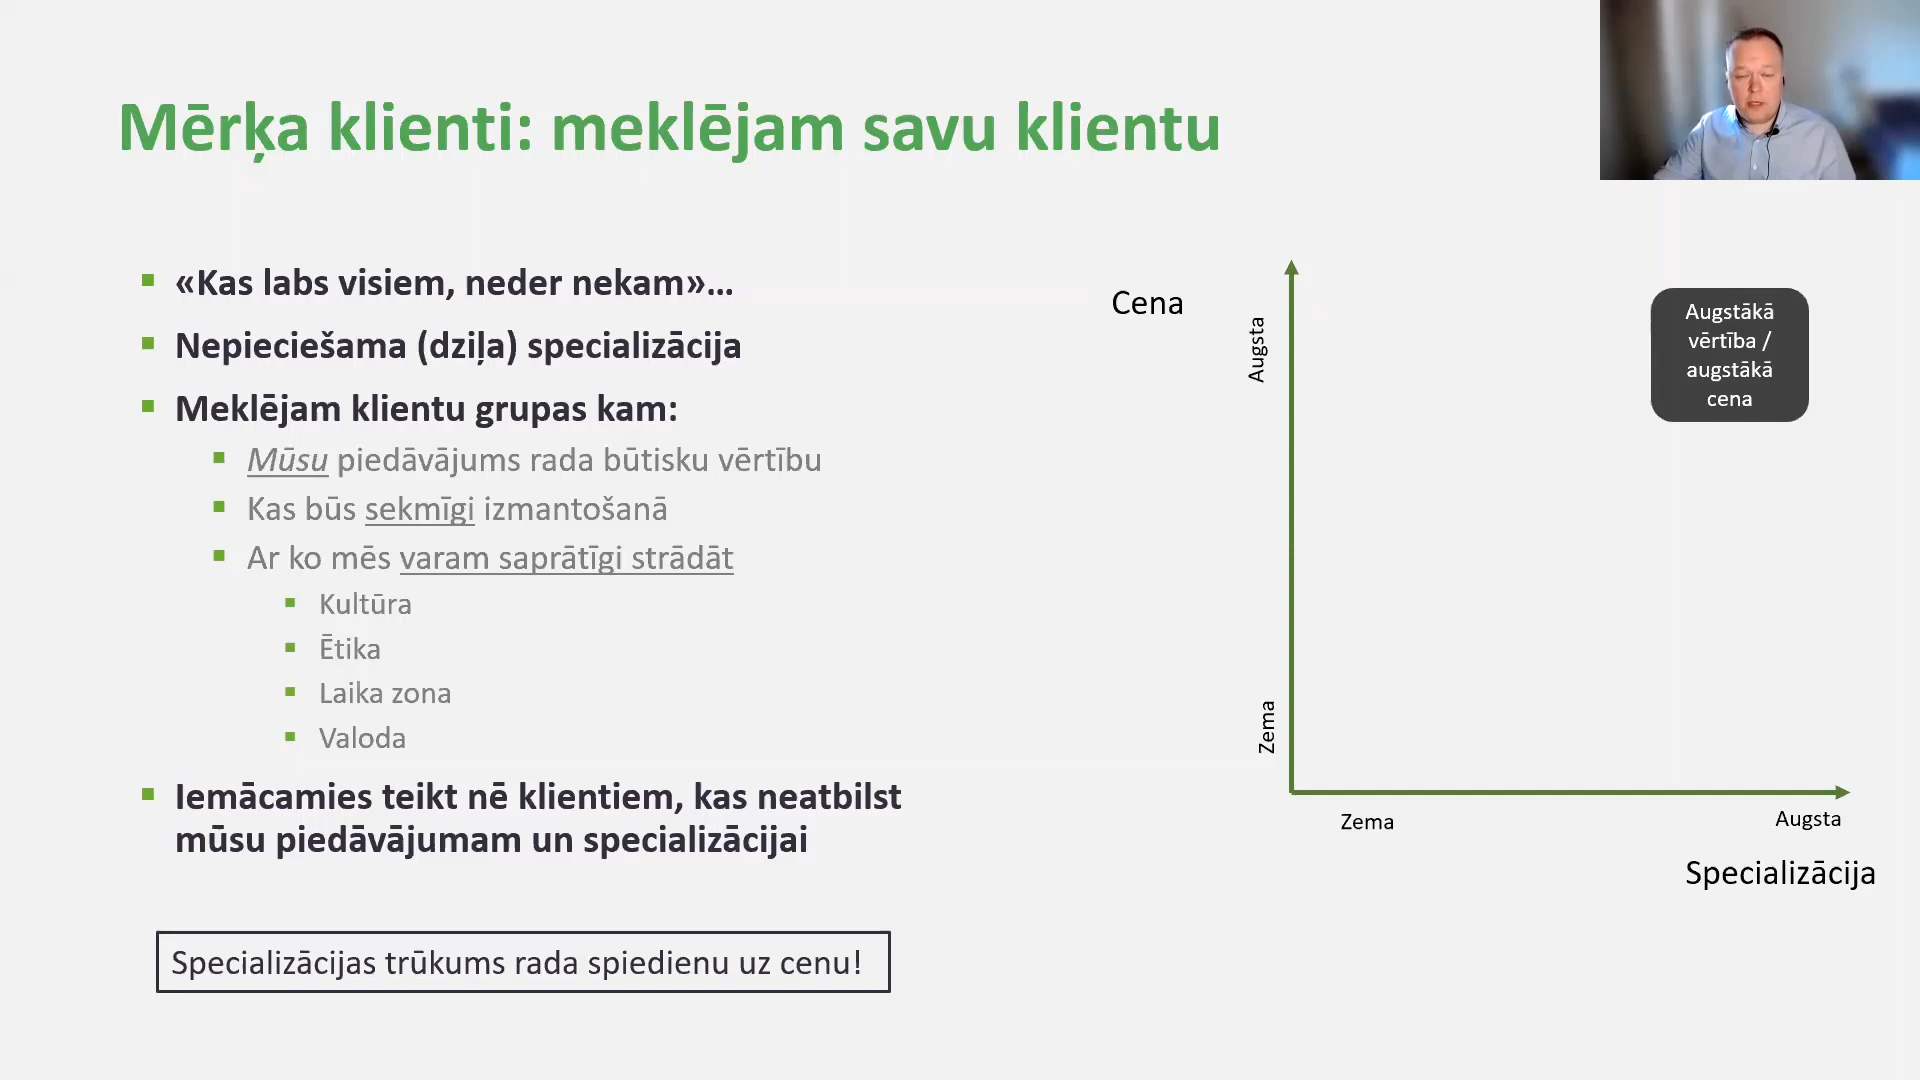 Mērķa klienti: meklējam savu klientu
«Kas labs visiem, neder nekam»…
Nepieciešama (dziļa) specializācija
Meklējam klientu grupas kam:
Mūsu piedāvājums rada būtisku vērtību
Kas būs sekmīgi izmantošanā
Ar ko mēs varam saprātīgi strādāt
Kultūra
Ētika
Laika zona
Valoda
Iemācamies teikt nē klientiem, kas neatbilst
mūsu piedāvājumam un specializācijai
Specializācijas trūkums rada spiedienu uz cenu!
Cena
Augsta
Zema
Augstākā
vērtība /
augstākā
cena
Zema
Augsta
Specializācija